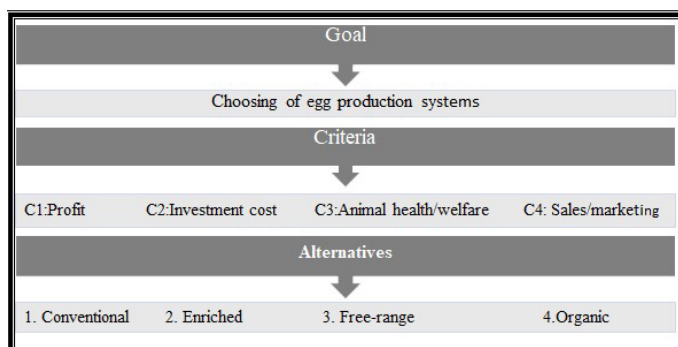 Goal
Choosing of egg production systems
Criteria
C1:Profit C2:Investment cost C3:Animal health/welfare C4: Sales/marketing
Alternatives
1. Conventional 2. Enriched 3. Free-range 4.Organic